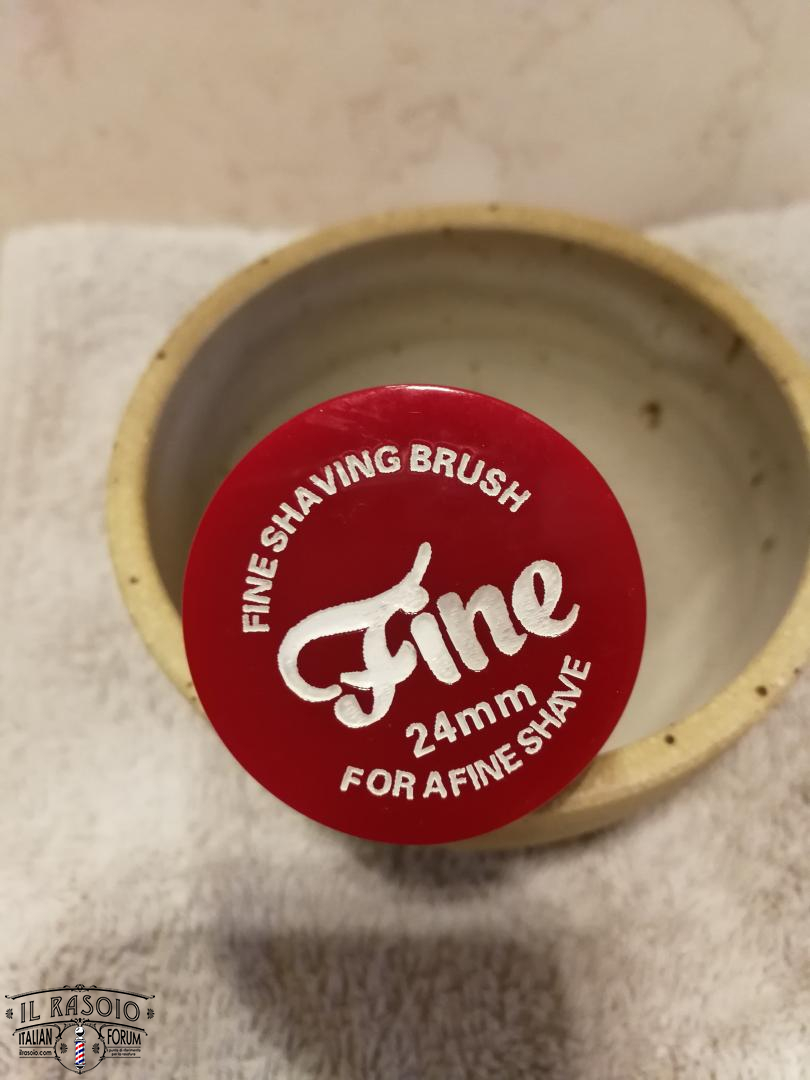 FINE SHAVING BRUSH
Fine
24mm
FOR A FINE SHAVE
IL RASOIO
ITALIAN FORUM
ilrasoio.com